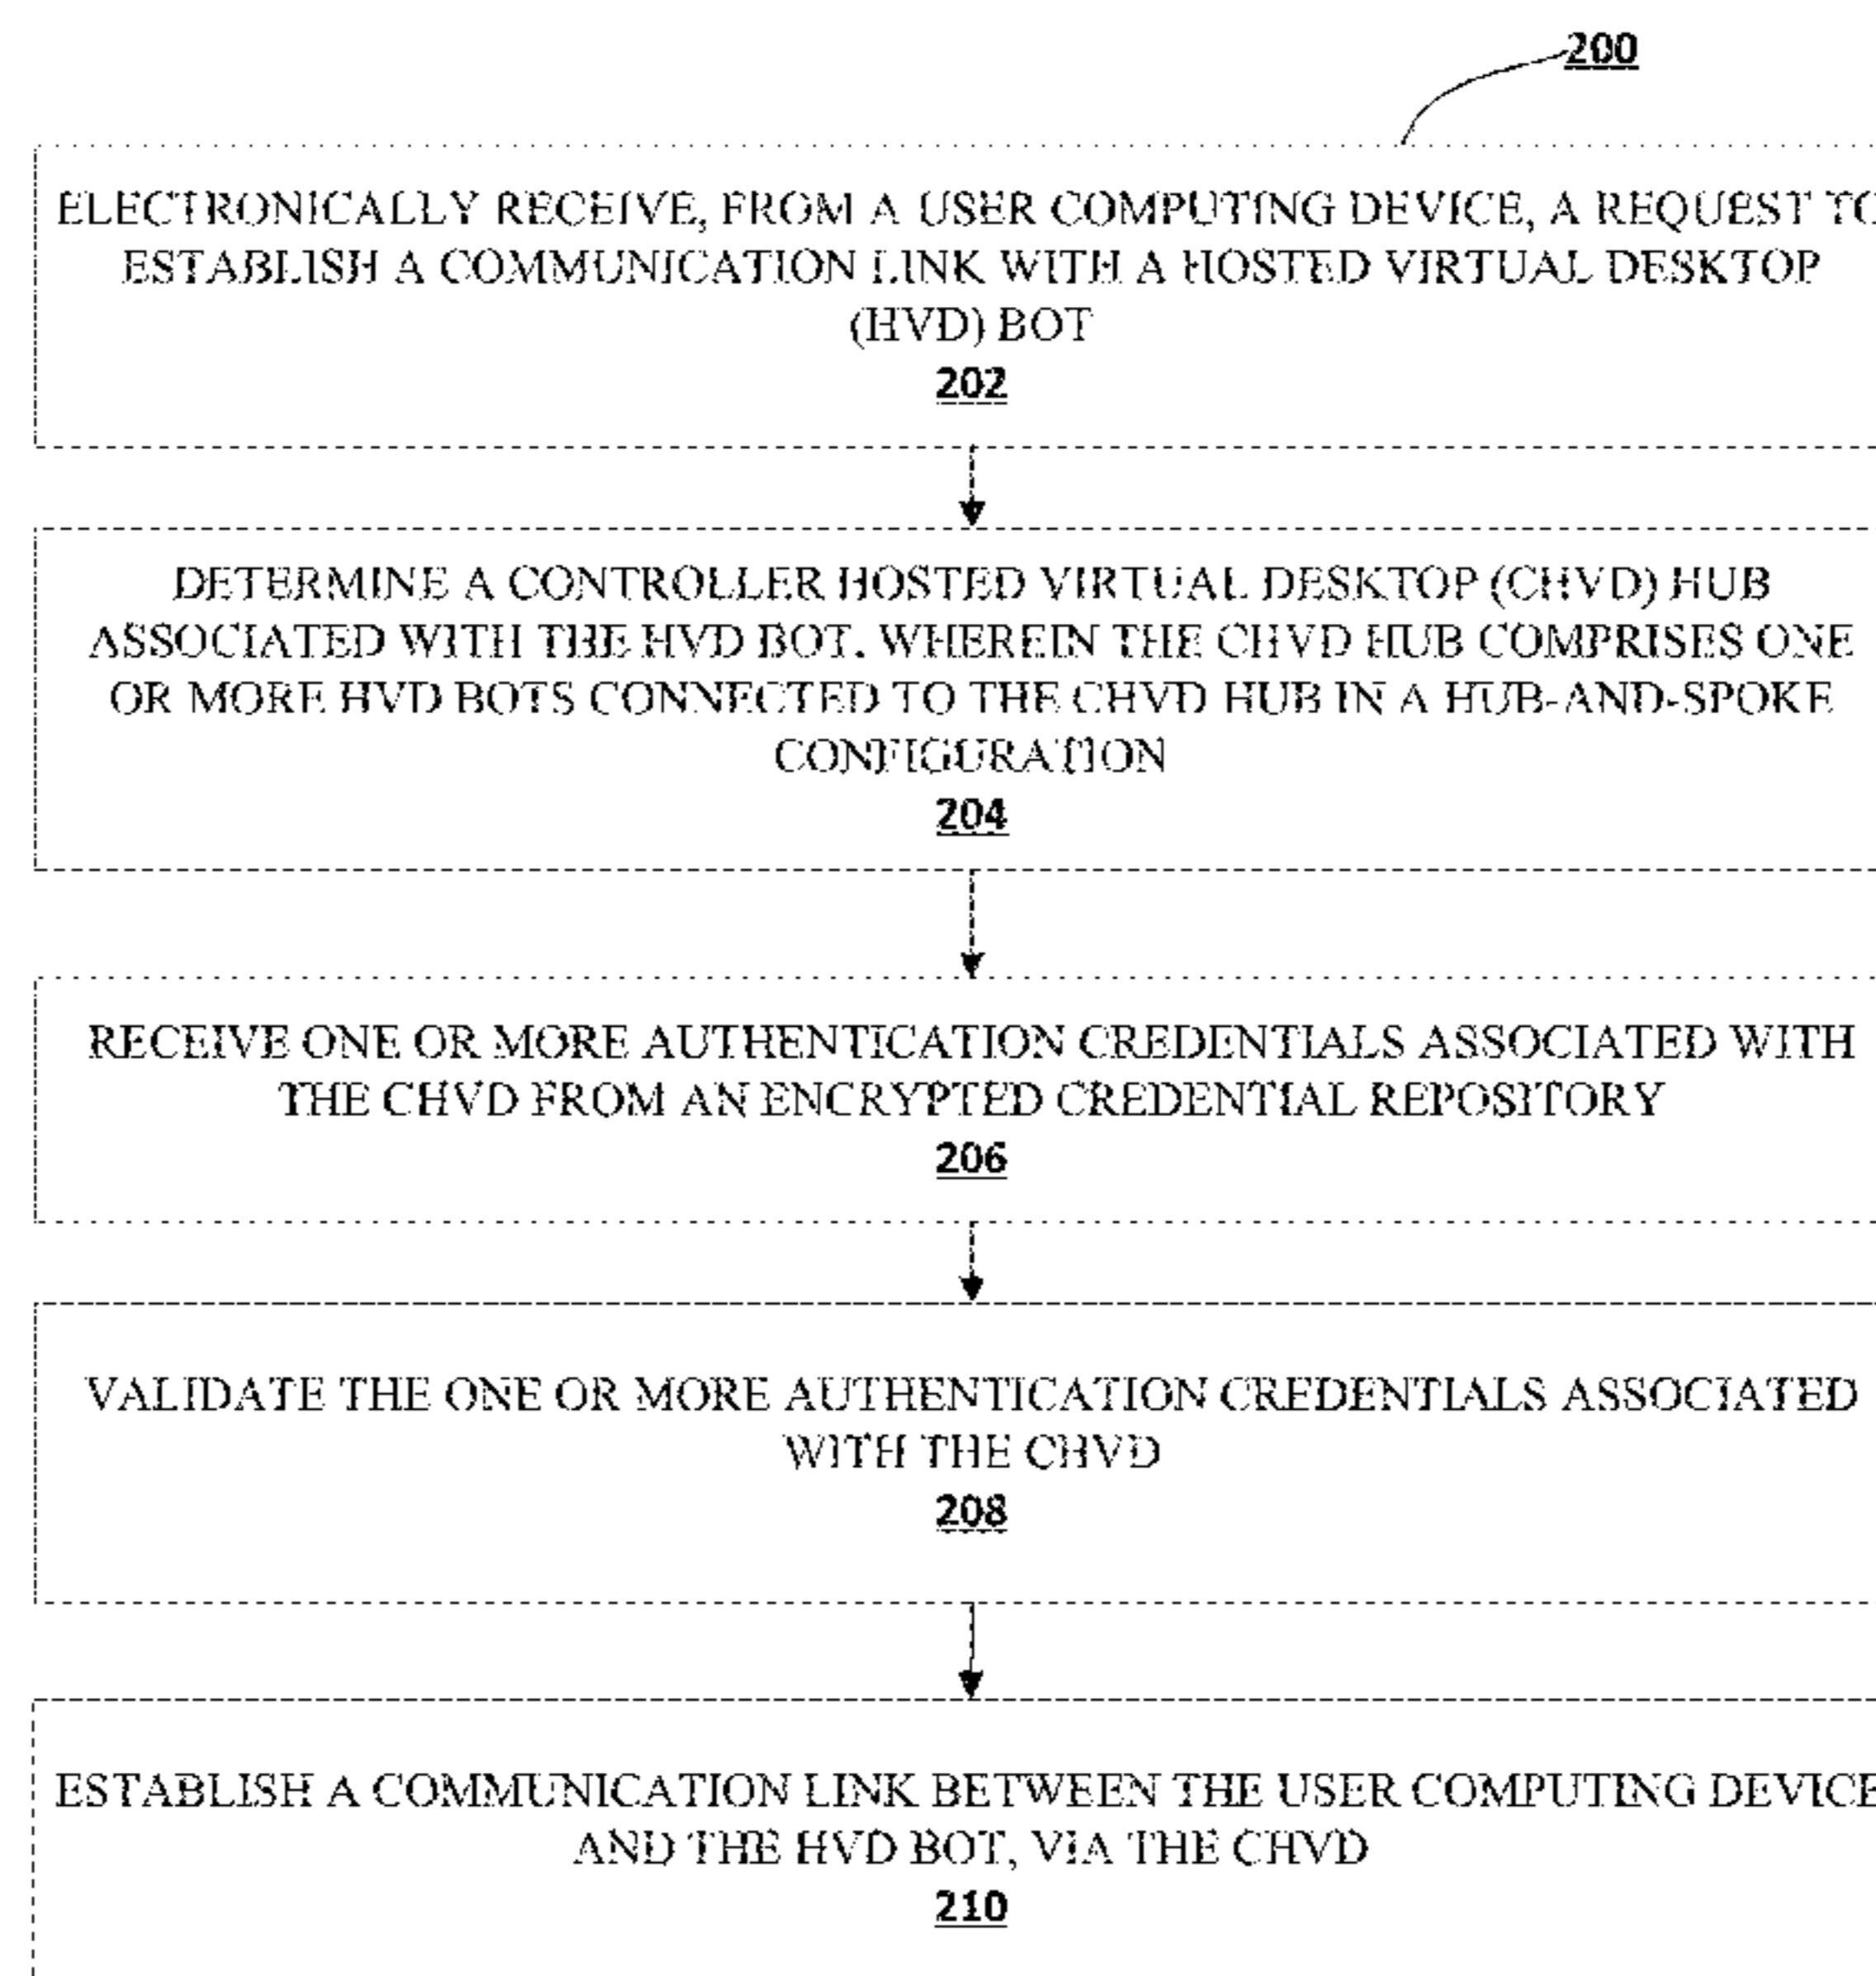 200
ELECTRONICALLY RECEIVE, FROM A USER COMPUTING DEVICE, A REQUEST TO
ESTABLISH A COMMUNICATION LINK WITH A HOSTED VIRTUAL DESKTOP
(HVD) BOT
202
DETERMINE A CONTROLLER HOSTED VIRTUAL DESKTOP (CHVD) HUB
ASSOCIATED WITH THE HVD BOT, WHEREIN THE CHVD HUB COMPRISES ONE
OR MORE HVD BOTS CONNECTED TO THE CHVD HUB IN A HUB-AND-SPOKE
CONFIGURATION
204
RECEIVE ONE OR MORE AUTHENTICATION CREDENTIALS ASSOCIATED WITH
THE CHVD FROM AN ENCRYPTED CREDENTIAL REPOSITORY
206
VALIDATE THE ONE OR MORE AUTHENTICATION CREDENTIALS ASSOCIATED
WITH THE CHVD
208
ESTABLISH A COMMUNICATION LINK BETWEEN THE USER COMPUTING DEVICE
AND THE HVD BOT, VIA THE CHVD
210